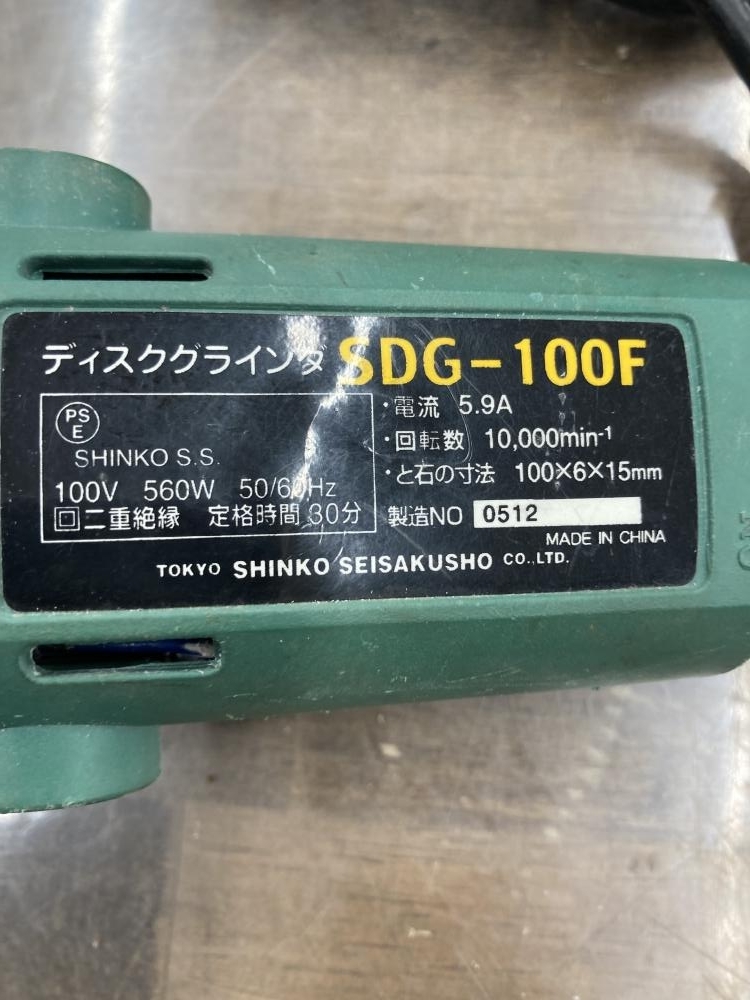 ディスクグラインダ SDG-100F
PS
E
SHINKO S.S.
100V 560W 50/60Hz
回二重絶縁 定格時間 30分
・電流 5.9A
・回転数 10,000min⁻¹
・と石の寸法 100×6×15mm
製造NO 0512
MADE IN CHINA
TOKYO SHINKO SEISAKUSHO CO.,LTD.